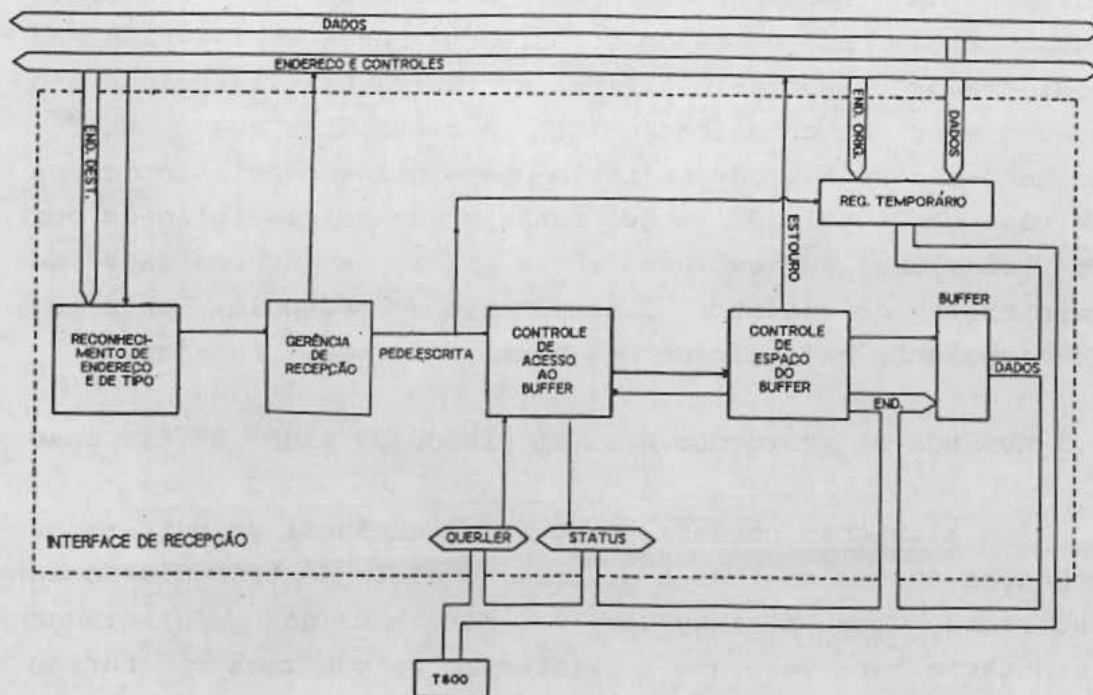 DADOS
ENDERECO E CONTROLES
END. DEST.
END. ORIG.
DADOS
REG. TEMPORÁRIO
ESTOURO
BUFFER
RECONHECI-
MENTO DE
ENDEREÇO
E DE TIPO
GERÊNCIA
DE
RECEPÇÃO
PEDE.ESCRITA
CONTROLE
DE
ACESSO
AO
BUFFER
CONTROLE
DE
ESPAÇO
DO
BUFFER
DADOS
END.
INTERFACE DE RECEPÇÃO
QUER.LER
STATUS
T800